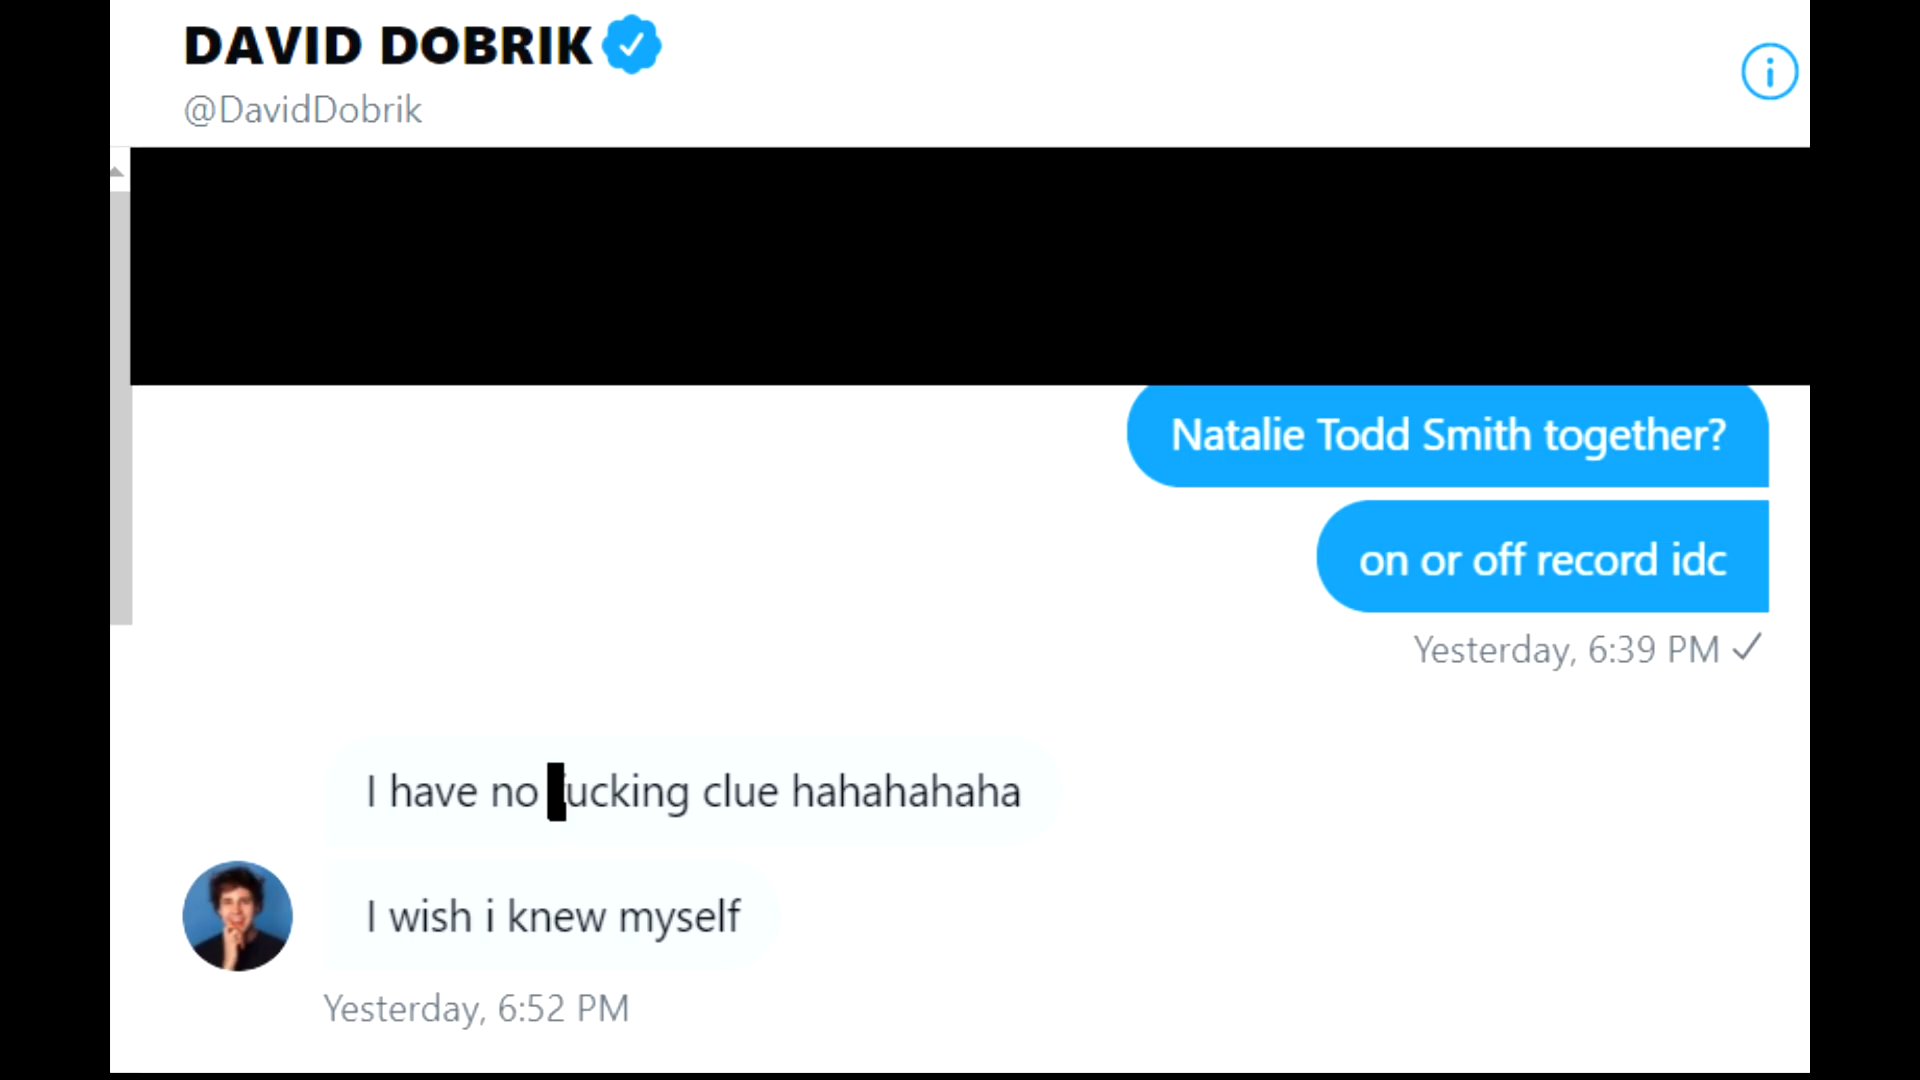 DAVID DOBRIK
@DavidDobrik
Natalie Todd Smith together?
on or off record idc
Yesterday, 6:39 PM
I have no fucking clue hahahahaha
I wish i knew myself
Yesterday, 6:52 PM